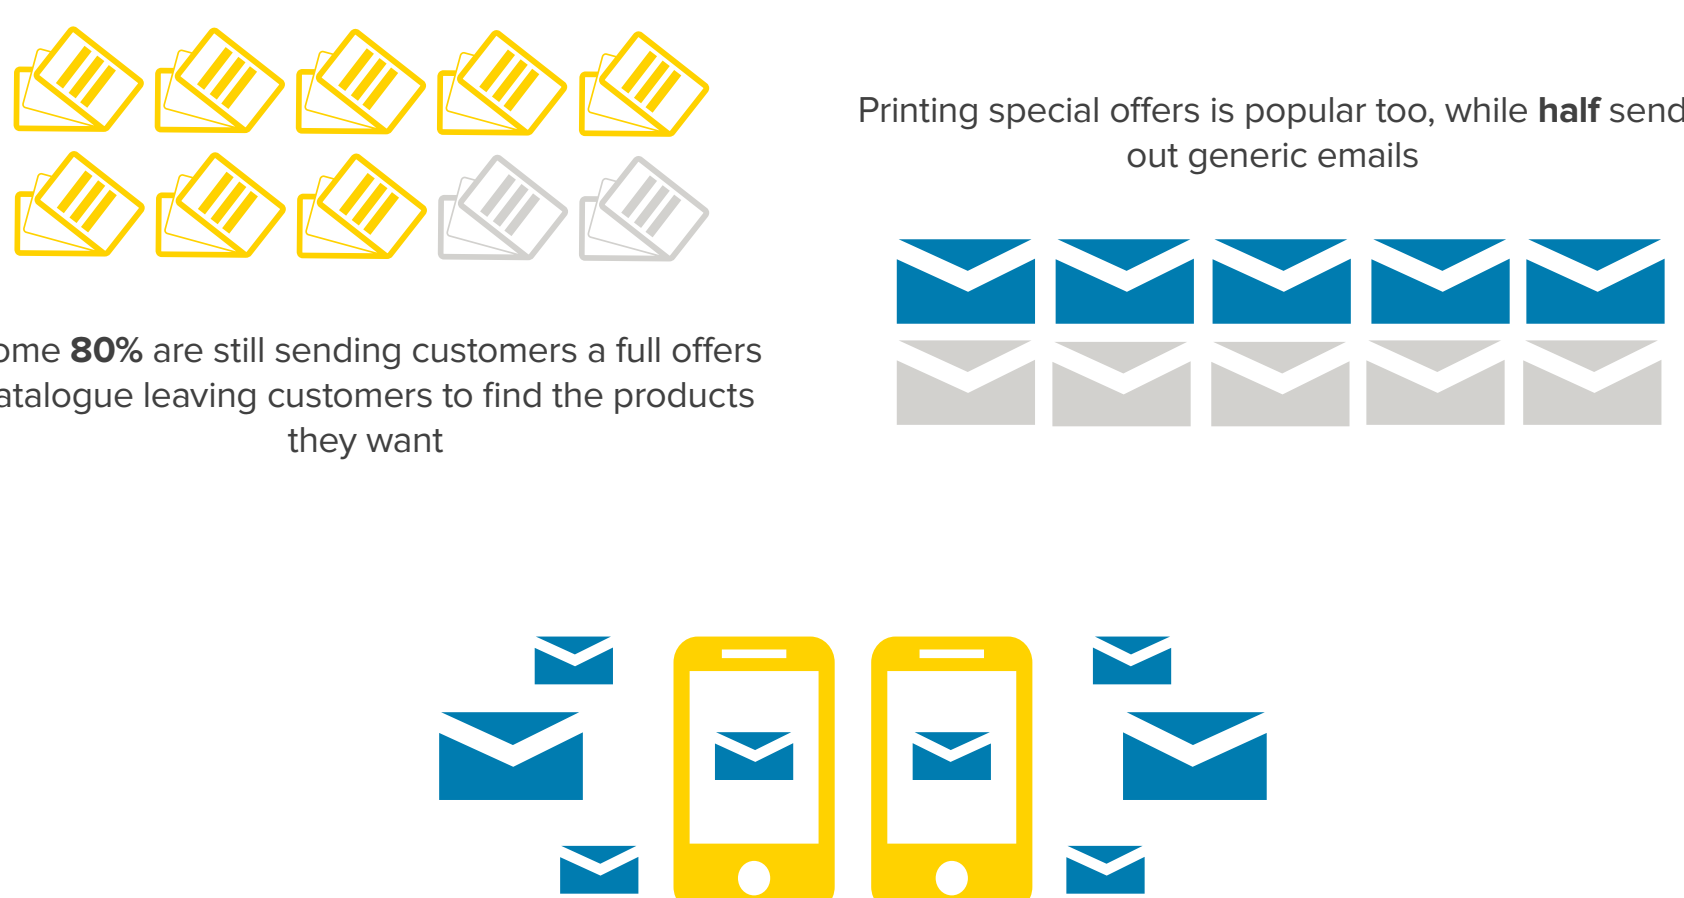 Printing special offers is popular too, while half send
out generic emails
ome 80% are still sending customers a full offers
atalogue leaving customers to find the products
they want